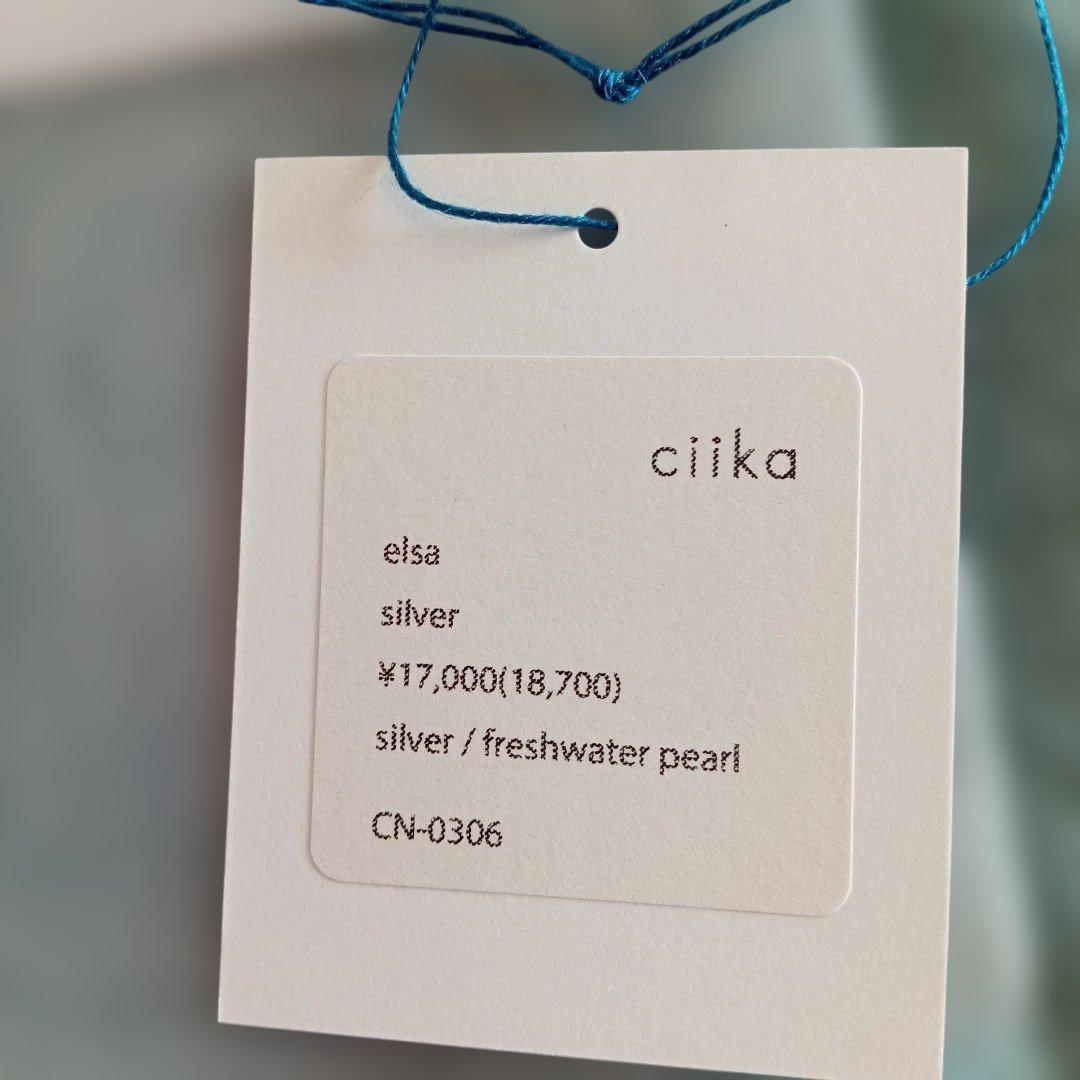 ciika
elsa
silver
¥17,000(18,700)
silver / freshwater pearl
CN-0306